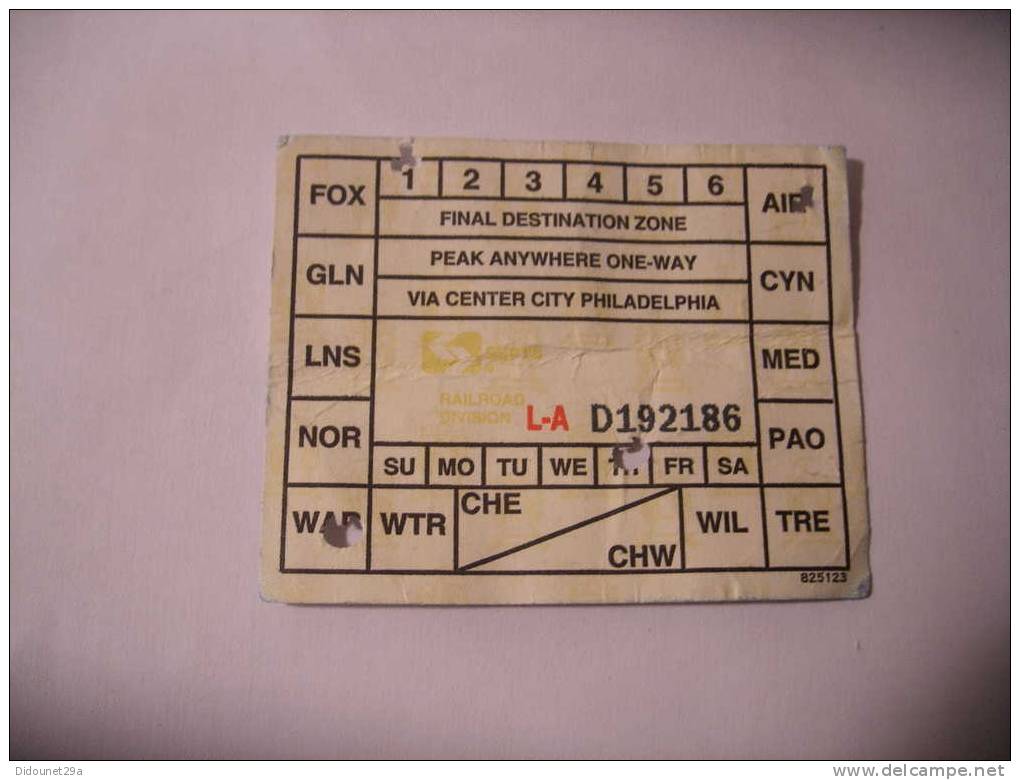 FOX 1 2 3 4 5 6 AIR
FINAL DESTINATION ZONE
GLN PEAK ANYWHERE ONE-WAY CYN
VIA CENTER CITY PHILADELPHIA
LNS SEPTA MED
RAILROAD
DIVISION L-A D192186
NOR PAO
SU MO TU WE TH FR SA
WAR WTR CHE WIL TRE
CHW
825123
Didounet29a
delcampe.net